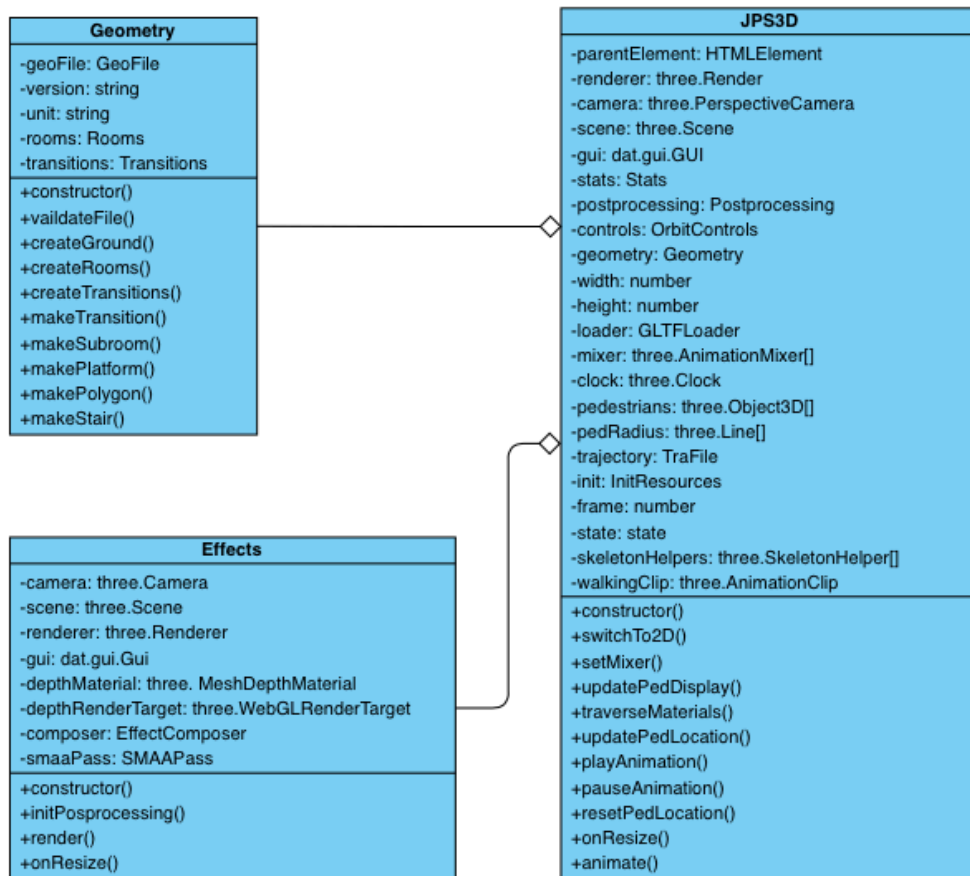 Geometry
-geoFile: GeoFile
-version: string
-unit: string
-rooms: Rooms
-transitions: Transitions
+constructor()
+vaildateFile()
+createGround()
+createRooms()
+createTransitions()
+makeTransition()
+makeSubroom()
+makePlatform()
+makePolygon()
+makeStair()
JPS3D
-parentElement: HTMLElement
-renderer: three.Render
-camera: three.PerspectiveCamera
-scene: three.Scene
-gui: dat.gui.GUI
-stats: Stats
-postprocessing: Postprocessing
-controls: OrbitControls
-geometry: Geometry
-width: number
-height: number
-loader: GLTFLoader
-mixer: three.AnimationMixer[]
-clock: three.Clock
-pedestrians: three.Object3D[]
-pedRadius: three.Line[]
-trajectory: TraFile
-init: InitResources
-frame: number
-state: state
-skeletonHelpers: three.SkeletonHelper[]
-walkingClip: three.AnimationClip
+constructor()
+switchTo2D()
+setMixer()
+updatePedDisplay()
+traverseMaterials()
+updatePedLocation()
+playAnimation()
+pauseAnimation()
+resetPedLocation()
+onResize()
+animate()
Effects
-camera: three.Camera
-scene: three.Scene
-renderer: three.Renderer
-gui: dat.gui.Gui
-depthMaterial: three. MeshDepthMaterial
-depthRenderTarget: three.WebGLRenderTarget
-composer: EffectComposer
-smaaPass: SMAAPass
+constructor()
+initPosprocessing()
+render()
+onResize()